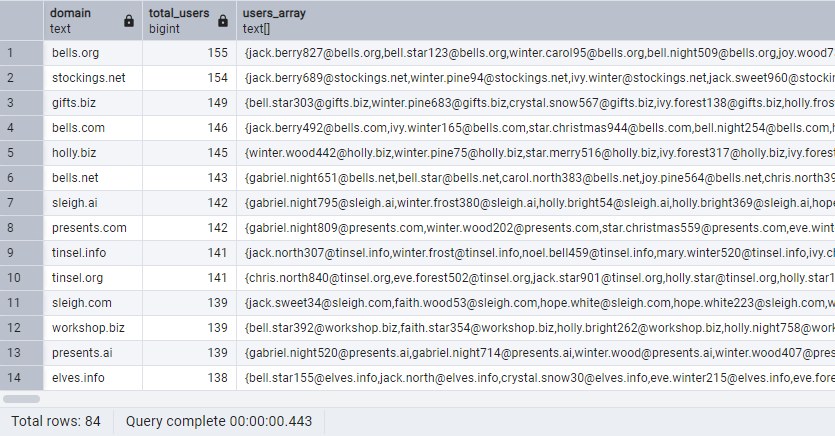 domain total_users users_array
text bigint text[]
1 bells.org 155 {jack.berry827@bells.org,bell.star123@bells.org,winter.carol95@bells.org,bell.night509@bells.org,joy.wood7
2 stockings.net 154 {jack.berry689@stockings.net,winter.pine94@stockings.net,ivy.winter@stockings.net,jack.sweet960@stockin
3 gifts.biz 149 {bell.star303@gifts.biz,winter.pine683@gifts.biz,crystal.snow567@gifts.biz,ivy.forest138@gifts.biz,holly.fros
4 bells.com 146 {jack.berry492@bells.com,ivy.winter165@bells.com,star.christmas944@bells.com,bell.night254@bells.com,h
5 holly.biz 145 {winter.wood442@holly.biz,winter.pine75@holly.biz,star.merry516@holly.biz,ivy.forest317@holly.biz,ivy.forest
6 bells.net 143 {gabriel.night651@bells.net,bell.star@bells.net,carol.north383@bells.net,joy.pine564@bells.net,chris.north39
7 sleigh.ai 142 {gabriel.night795@sleigh.ai,winter.frost380@sleigh.ai,holly.bright54@sleigh.ai,holly.bright369@sleigh.ai,hope
8 presents.com 142 {gabriel.night809@presents.com,winter.wood202@presents.com,star.christmas559@presents.com,eve.wint
9 tinsel.info 141 {jack.north307@tinsel.info,winter.frost@tinsel.info,noel.bell459@tinsel.info,mary.winter520@tinsel.info,ivy.c
10 tinsel.org 141 {chris.north840@tinsel.org,eve.forest502@tinsel.org,jack.star901@tinsel.org,holly.star@tinsel.org,holly.star1
11 sleigh.com 139 {jack.sweet34@sleigh.com,faith.wood53@sleigh.com,hope.white@sleigh.com,hope.white223@sleigh.com,w
12 workshop.biz 139 {bell.star392@workshop.biz,faith.star354@workshop.biz,holly.bright262@workshop.biz,holly.night758@work
13 presents.ai 139 {gabriel.night520@presents.ai,gabriel.night714@presents.ai,winter.wood@presents.ai,winter.wood407@pres
14 elves.info 138 {bell.star155@elves.info,jack.north@elves.info,crystal.snow30@elves.info,eve.winter215@elves.info,eve.fore
Total rows: 84 Query complete 00:00:00.443